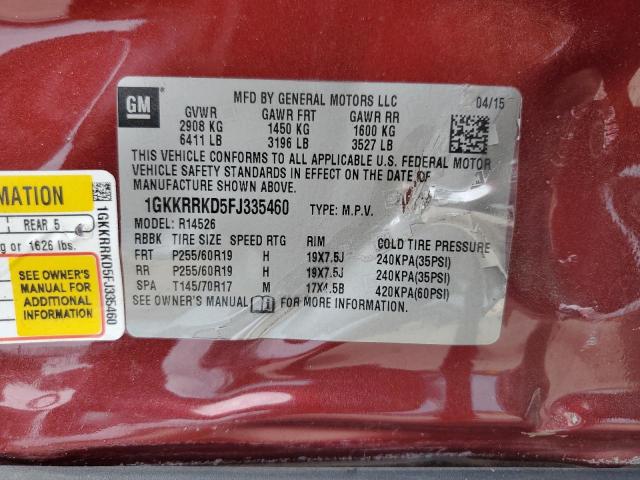 GM
MFD BY GENERAL MOTORS LLC
04/15
GVWR GAWR FRT GAWR RR
2908 KG 1450 KG 1600 KG
6411 LB 3196 LB 3527 LB
THIS VEHICLE CONFORMS TO ALL APPLICABLE U.S. FEDERAL MOTOR
VEHICLE SAFETY STANDARDS IN EFFECT ON THE DATE OF
MANUFACTURE SHOWN ABOVE.
1GKKRRKD5FJ335460 TYPE: M.P.V.
MODEL: R14526
RBBK TIRE SIZE SPEED RTG RIM COLD TIRE PRESSURE
FRT P255/60R19 H 19X7.5J 240KPA(35PSI)
RR P255/60R19 H 19X7.5J 240KPA(35PSI)
SPA T145/70R17 M 17X4.5B 420KPA(60PSI)
SEE OWNER'S MANUAL FOR MORE INFORMATION.
MATION
REAR 5
or 1626 lbs.
SEE OWNER'S
MANUAL FOR
ADDITIONAL
INFORMATION
1GKKRRKD5FJ335460